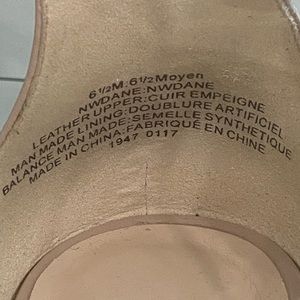 6 1/2M:6 1/2Moyen
NWDANE:NWDANE
LEATHER UPPER:CUIR EMPEIGNE
MAN MADE LINING:DOUBLURE ARTIFICIEL
BALANCE MAN MADE:SEMELLE SYNTHETIQUE
MADE IN CHINA:FABRIQUÉ EN CHINE
1947 0117